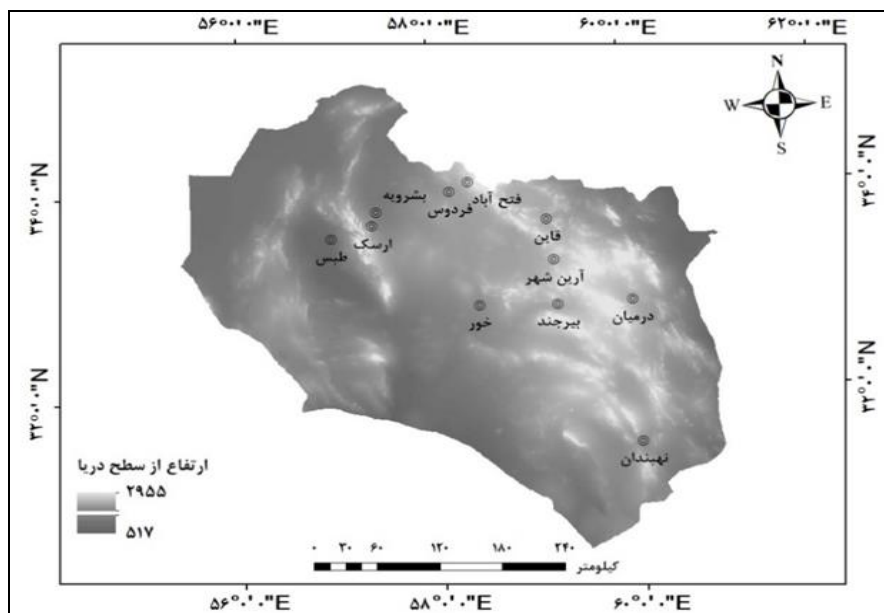 ۵۶°۰'۰"E ۵۸°۰'۰"E ۶۰°۰'۰"E ۶۲°۰'۰"E
N
W E
S
۳۴°۰'۰"N
۳۴°۰'۰"N
فتح آباد
فردوس
بشرویه
قاین
ارسک
طبس
آرین شهر
درمیان
بیرجند
خور
۳۲°۰'۰"N
۳۲°۰'۰"N
نهبندان
ارتفاع از سطح دریا
۲۹۵۵
۵۱۷
۰ ۳۰ ۶۰ ۱۲۰ ۱۸۰ ۲۴۰
کیلومتر
۵۶°۰'۰"E ۵۸°۰'۰"E ۶۰°۰'۰"E